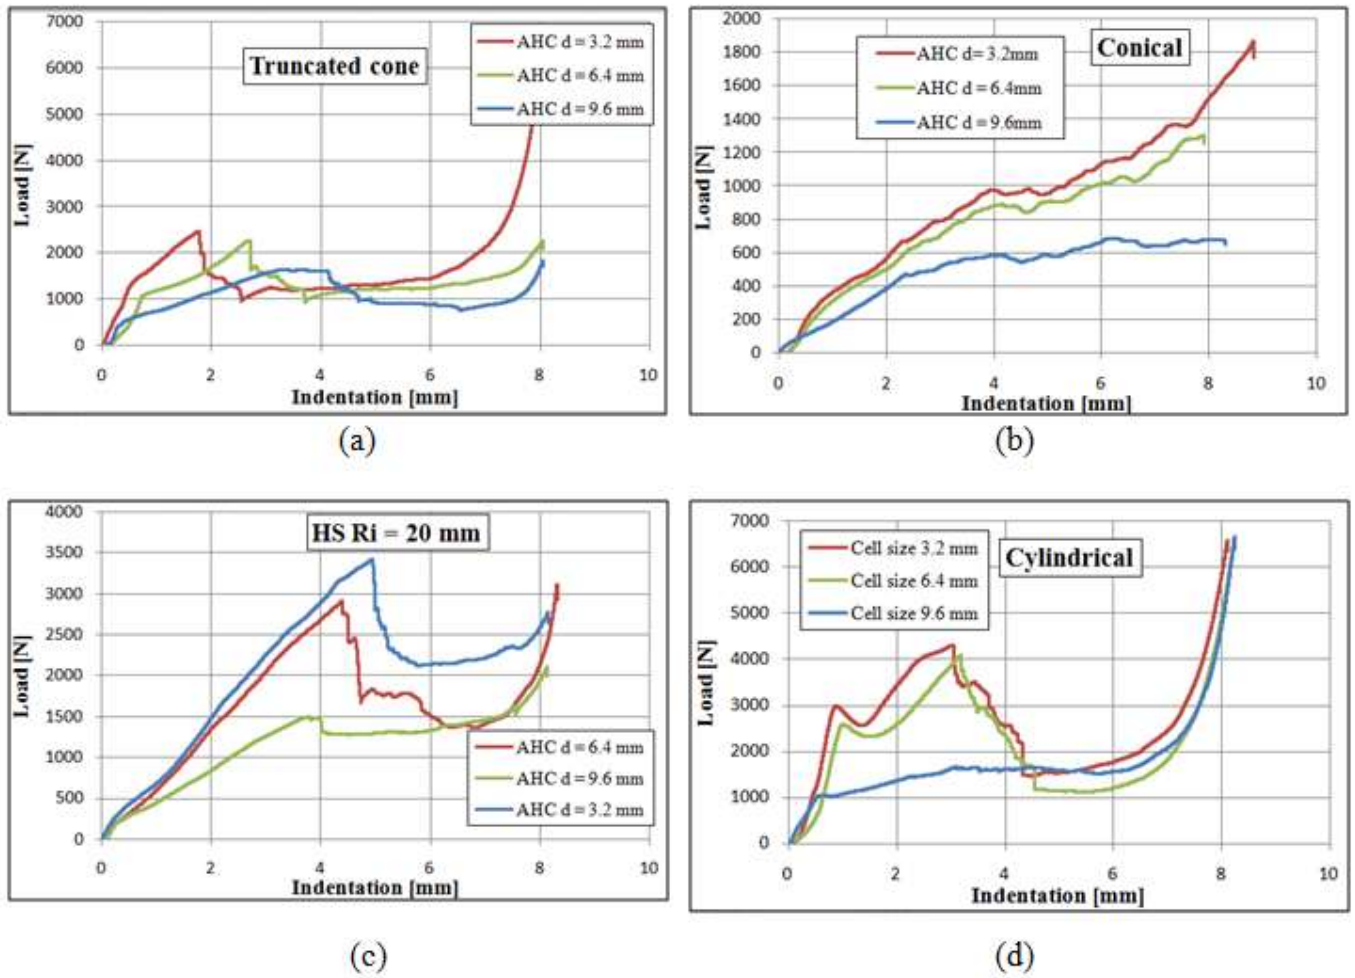 7000
6000
5000
4000
3000
2000
1000
0
0 2 4 6 8 10
Load [N]
Indentation [mm]
Truncated cone
AHC d = 3.2 mm
AHC d = 6.4 mm
AHC d = 9.6 mm
(a)
2000
1800
1600
1400
1200
1000
800
600
400
200
0
0 2 4 6 8 10
Load [N]
Indentation [mm]
Conical
AHC d= 3.2mm
AHC d = 6.4mm
AHC d= 9.6mm
(b)
4000
3500
3000
2500
2000
1500
1000
500
0
0 2 4 6 8 10
Load [N]
Indentation [mm]
HS Ri = 20 mm
AHC d = 6.4 mm
AHC d = 9.6 mm
AHC d = 3.2 mm
(c)
7000
6000
5000
4000
3000
2000
1000
0
0 2 4 6 8 10
Load [N]
Indentation [mm]
Cylindrical
Cell size 3.2 mm
Cell size 6.4 mm
Cell size 9.6 mm
(d)